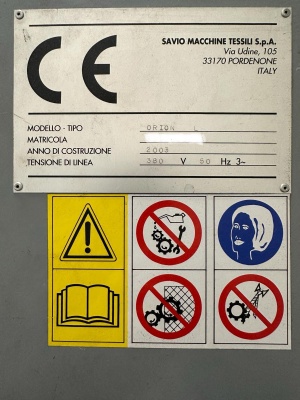 CE
SAVIO MACCHINE TESSILI S.p.A.
Via Udine, 105
33170 PORDENONE
ITALY
MODELLO - TIPO ORION L
MATRICOLA
ANNO DI COSTRUZIONE 2003
TENSIONE DI LINEA 380 V 50 Hz 3~